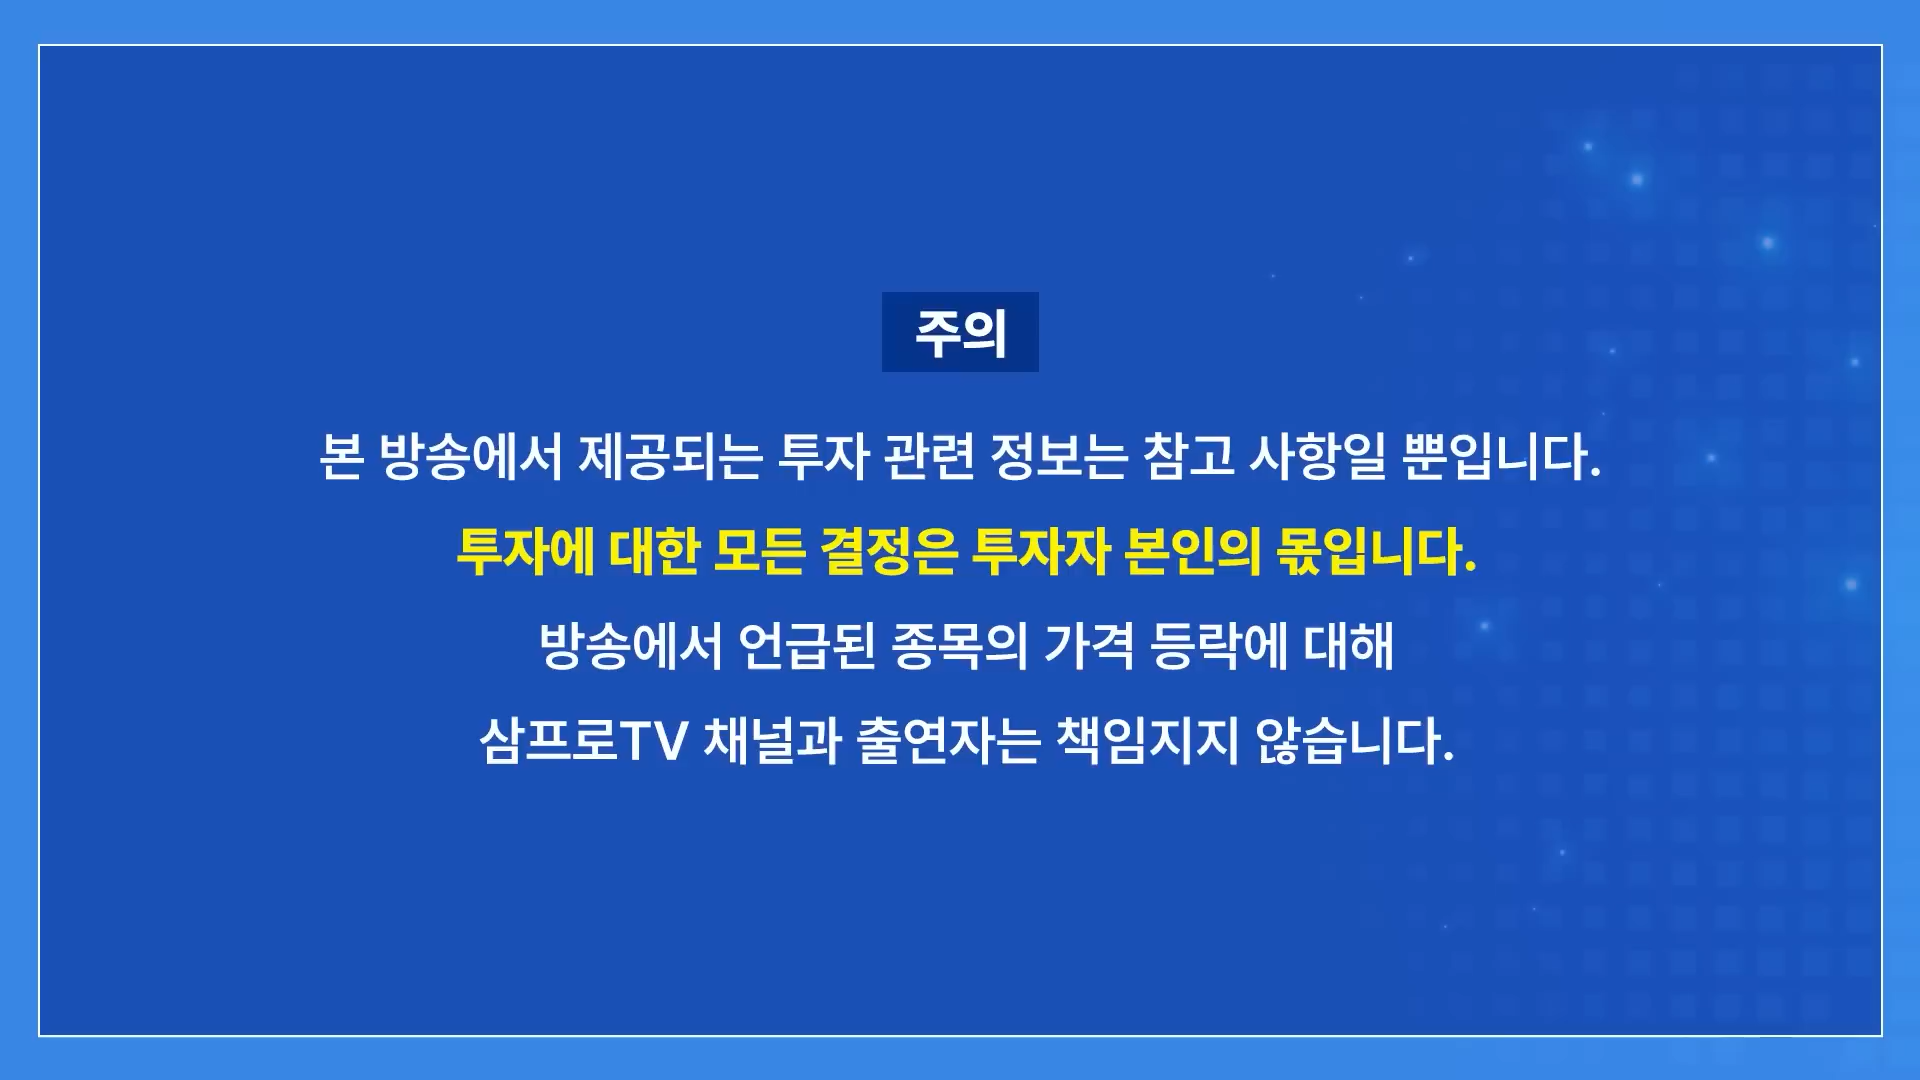 주의
본 방송에서 제공되는 투자 관련 정보는 참고 사항일 뿐입니다.
투자에 대한 모든 결정은 투자자 본인의 몫입니다.
방송에서 언급된 종목의 가격 등락에 대해
삼프로TV 채널과 출연자는 책임지지 않습니다.